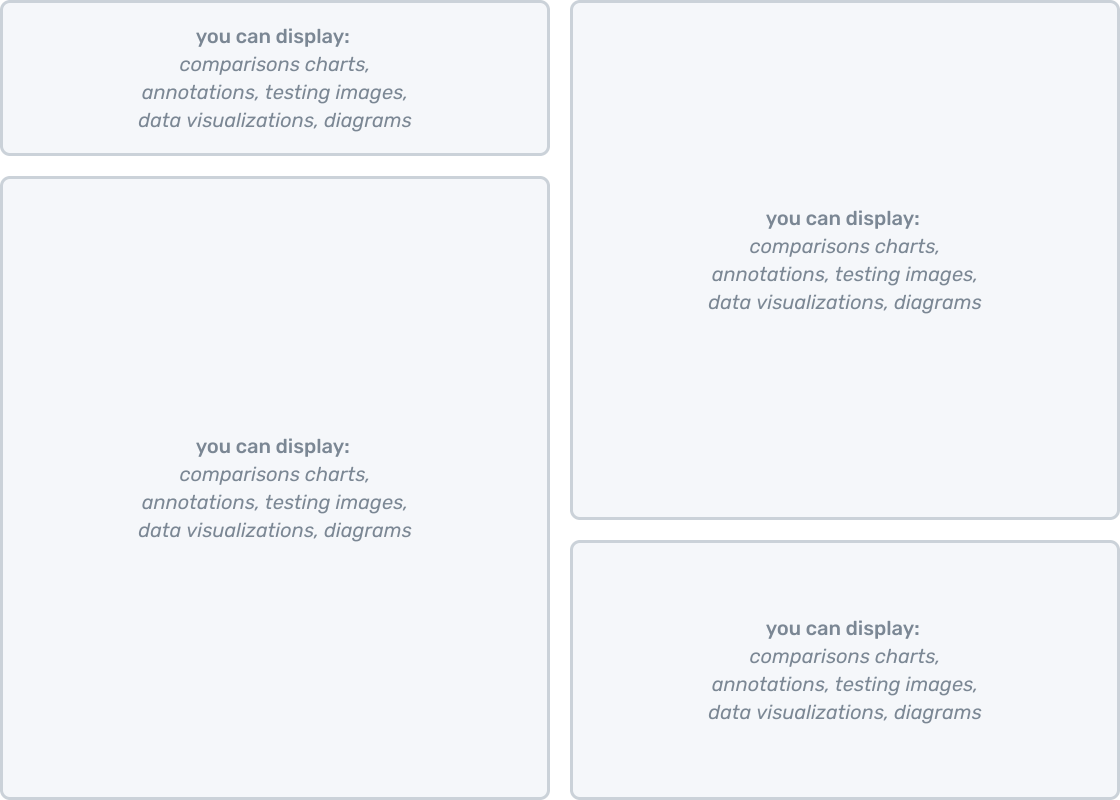 you can display:
comparisons charts,
annotations, testing images,
data visualizations, diagrams
you can display:
comparisons charts,
annotations, testing images,
data visualizations, diagrams
you can display:
comparisons charts,
annotations, testing images,
data visualizations, diagrams
you can display:
comparisons charts,
annotations, testing images,
data visualizations, diagrams